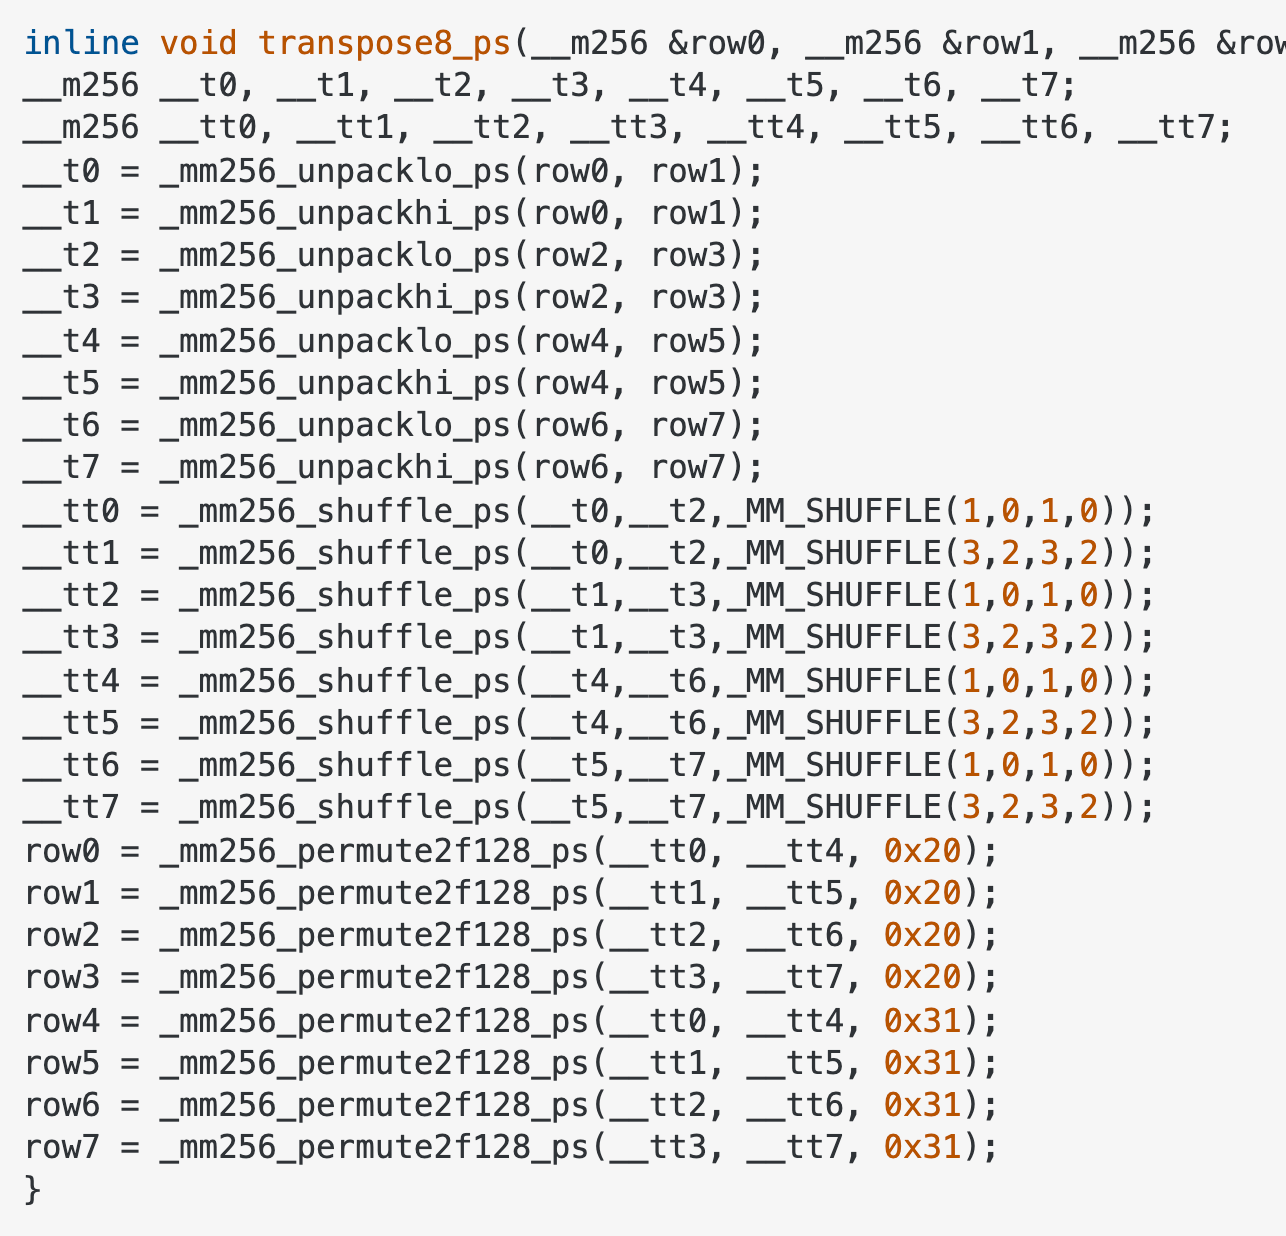 inline void transpose8_ps(__m256 &row0, __m256 &row1, __m256 &row
__m256 __t0, __t1, __t2, __t3, __t4, __t5, __t6, __t7;
__m256 __tt0, __tt1, __tt2, __tt3, __tt4, __tt5, __tt6, __tt7;
__t0 = _mm256_unpacklo_ps(row0, row1);
__t1 = _mm256_unpackhi_ps(row0, row1);
__t2 = _mm256_unpacklo_ps(row2, row3);
__t3 = _mm256_unpackhi_ps(row2, row3);
__t4 = _mm256_unpacklo_ps(row4, row5);
__t5 = _mm256_unpackhi_ps(row4, row5);
__t6 = _mm256_unpacklo_ps(row6, row7);
__t7 = _mm256_unpackhi_ps(row6, row7);
__tt0 = _mm256_shuffle_ps(__t0,__t2,_MM_SHUFFLE(1,0,1,0));
__tt1 = _mm256_shuffle_ps(__t0,__t2,_MM_SHUFFLE(3,2,3,2));
__tt2 = _mm256_shuffle_ps(__t1,__t3,_MM_SHUFFLE(1,0,1,0));
__tt3 = _mm256_shuffle_ps(__t1,__t3,_MM_SHUFFLE(3,2,3,2));
__tt4 = _mm256_shuffle_ps(__t4,__t6,_MM_SHUFFLE(1,0,1,0));
__tt5 = _mm256_shuffle_ps(__t4,__t6,_MM_SHUFFLE(3,2,3,2));
__tt6 = _mm256_shuffle_ps(__t5,__t7,_MM_SHUFFLE(1,0,1,0));
__tt7 = _mm256_shuffle_ps(__t5,__t7,_MM_SHUFFLE(3,2,3,2));
row0 = _mm256_permute2f128_ps(__tt0, __tt4, 0x20);
row1 = _mm256_permute2f128_ps(__tt1, __tt5, 0x20);
row2 = _mm256_permute2f128_ps(__tt2, __tt6, 0x20);
row3 = _mm256_permute2f128_ps(__tt3, __tt7, 0x20);
row4 = _mm256_permute2f128_ps(__tt0, __tt4, 0x31);
row5 = _mm256_permute2f128_ps(__tt1, __tt5, 0x31);
row6 = _mm256_permute2f128_ps(__tt2, __tt6, 0x31);
row7 = _mm256_permute2f128_ps(__tt3, __tt7, 0x31);
}